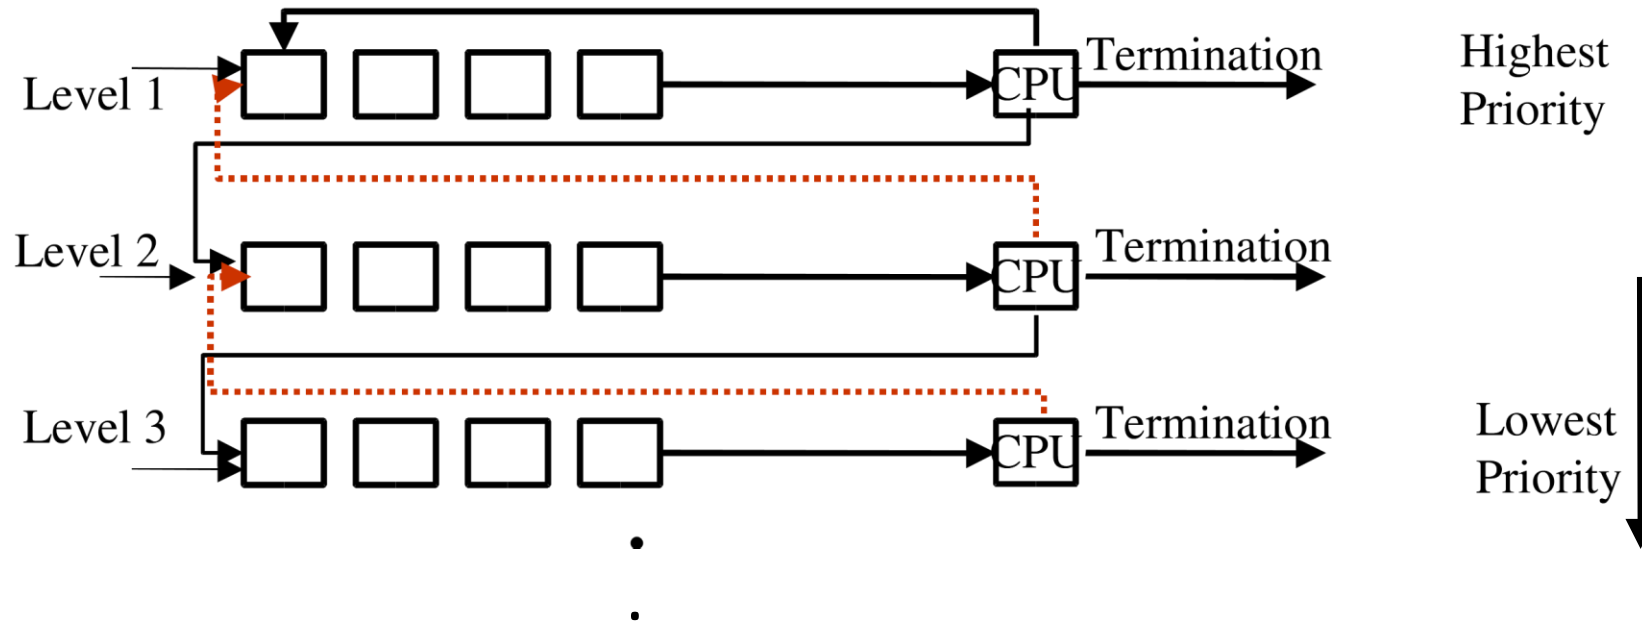 Level 1
CPU
Termination
Highest
Priority
Level 2
CPU
Termination
Level 3
CPU
Termination
Lowest
Priority